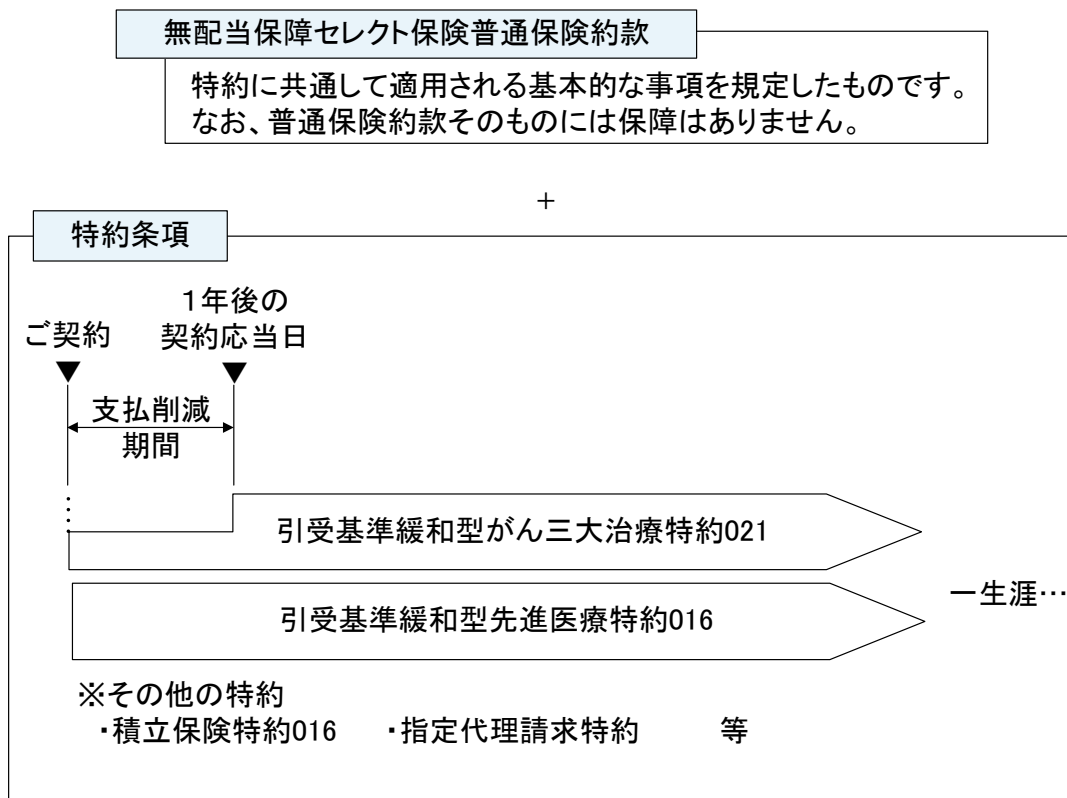 無配当保障セレクト保険普通保険約款
特約に共通して適用される基本的な事項を規定したものです。
なお、普通保険約款そのものには保障はありません。
+
特約条項
1年後の
ご契約 契約応当日
支払削減
期間
引受基準緩和型がん三大治療特約021
引受基準緩和型先進医療特約016
一生涯…
※その他の特約
・積立保険特約016 ・指定代理請求特約 等